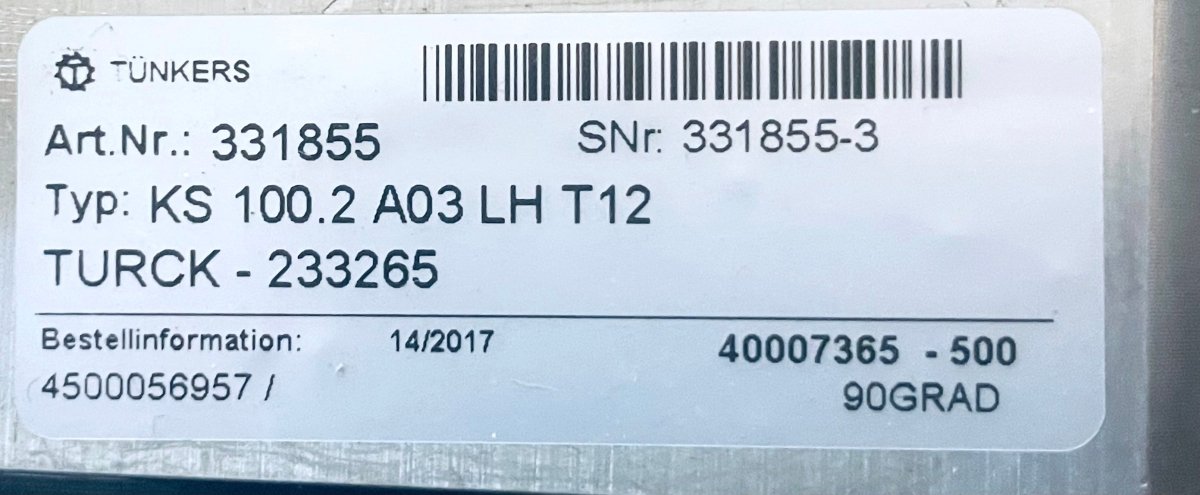 TÜNKERS
Art.Nr.: 331855 SNr: 331855-3
Typ: KS 100.2 A03 LH T12
TURCK - 233265
Bestellinformation: 14/2017 40007365 - 500
4500056957 / 90GRAD